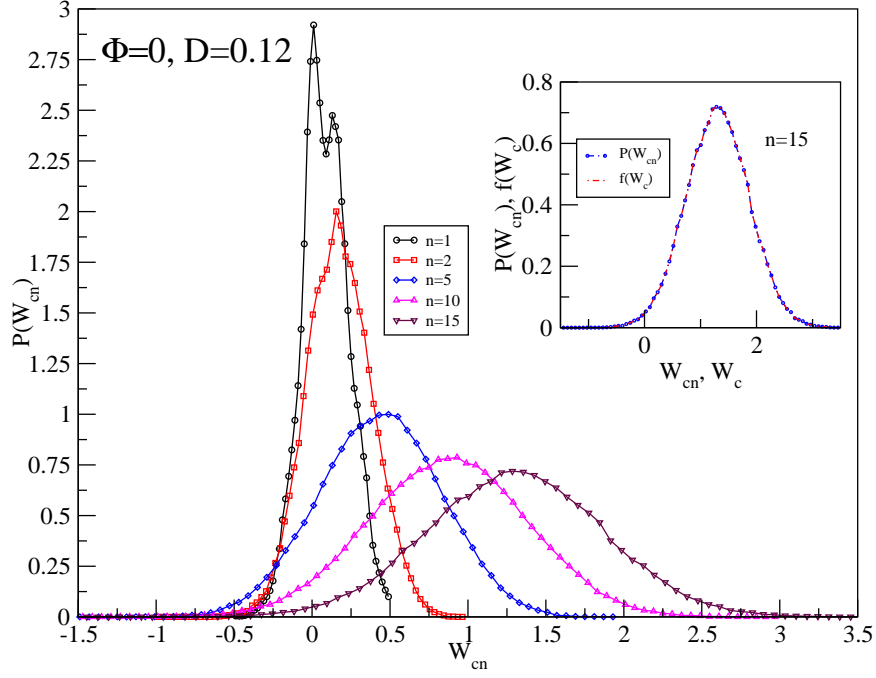 Φ=0, D=0.12
P(W_cn)
3
2.75
2.5
2.25
2
1.75
1.5
1.25
1
0.75
0.5
0.25
0
-1.5
-1
-0.5
0
0.5
1
1.5
2
2.5
3
3.5
W_cn
n=1
n=2
n=5
n=10
n=15
P(W_cn), f(W_c)
0.8
0.6
0.4
0.2
0
0
2
W_cn, W_c
P(W_cn)
f(W_c)
n=15